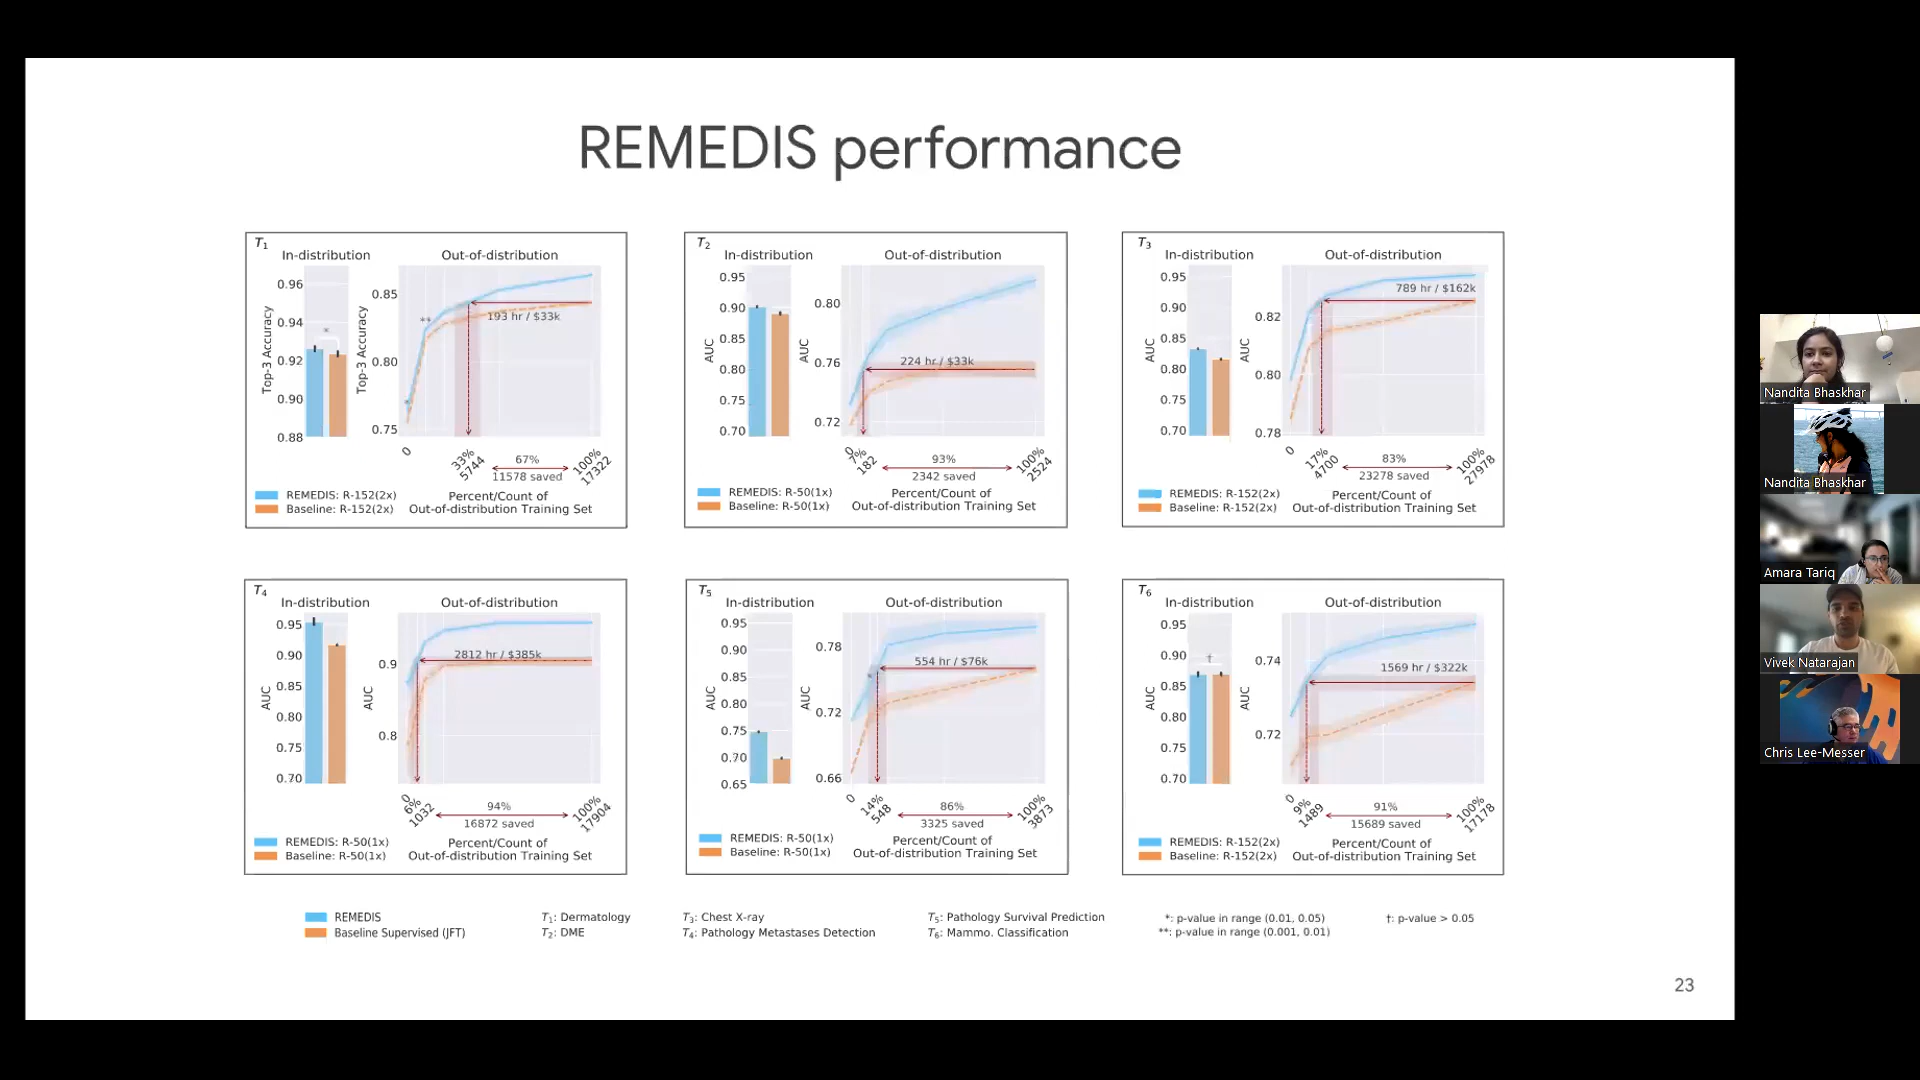 REMEDIS performance
T1
In-distribution
Out-of-distribution
Top-3 Accuracy
0.96
0.94
0.92
0.90
0.88
*
Top-3 Accuracy
0.85
0.80
0.75
**
*
193 hr / $33k
0
33%
5744
67%
11578 saved
100%
17322
REMEDIS: R-152(2x)
Baseline: R-152(2x)
Percent/Count of
Out-of-distribution Training Set
T2
In-distribution
Out-of-distribution
AUC
0.95
0.90
0.85
0.80
0.75
0.70
AUC
0.80
0.76
0.72
224 hr / $33k
0
7%
182
93%
2342 saved
100%
2524
REMEDIS: R-50(1x)
Baseline: R-50(1x)
Percent/Count of
Out-of-distribution Training Set
T3
In-distribution
Out-of-distribution
AUC
0.95
0.90
0.85
0.80
0.75
0.70
AUC
0.82
0.80
0.78
789 hr / $162k
0
17%
4700
83%
23278 saved
100%
27978
REMEDIS: R-152(2x)
Baseline: R-152(2x)
Percent/Count of
Out-of-distribution Training Set
T4
In-distribution
Out-of-distribution
AUC
0.95
0.90
0.85
0.80
0.75
0.70
AUC
0.9
0.8
2812 hr / $385k
0
6%
1032
94%
16872 saved
100%
17904
REMEDIS: R-50(1x)
Baseline: R-50(1x)
Percent/Count of
Out-of-distribution Training Set
T5
In-distribution
Out-of-distribution
AUC
0.95
0.90
0.85
0.80
0.75
0.70
0.65
AUC
0.78
0.72
0.66
*
554 hr / $76k
0
14%
548
86%
3325 saved
100%
3873
REMEDIS: R-50(1x)
Baseline: R-50(1x)
Percent/Count of
Out-of-distribution Training Set
T6
In-distribution
Out-of-distribution
AUC
0.95
0.90
0.85
0.80
0.75
0.70
†
AUC
0.74
0.72
1569 hr / $322k
0
9%
1489
91%
15689 saved
100%
17178
REMEDIS: R-152(2x)
Baseline: R-152(2x)
Percent/Count of
Out-of-distribution Training Set
REMEDIS
Baseline Supervised (JFT)
T1: Dermatology
T2: DME
T3: Chest X-ray
T4: Pathology Metastases Detection
T5: Pathology Survival Prediction
T6: Mammo. Classification
*: p-value in range (0.01, 0.05)
**: p-value in range (0.001, 0.01)
†: p-value > 0.05
23
Nandita Bhaskhar
Nandita Bhaskhar
Amara Tariq
Vivek Natarajan
Chris Lee-Messer